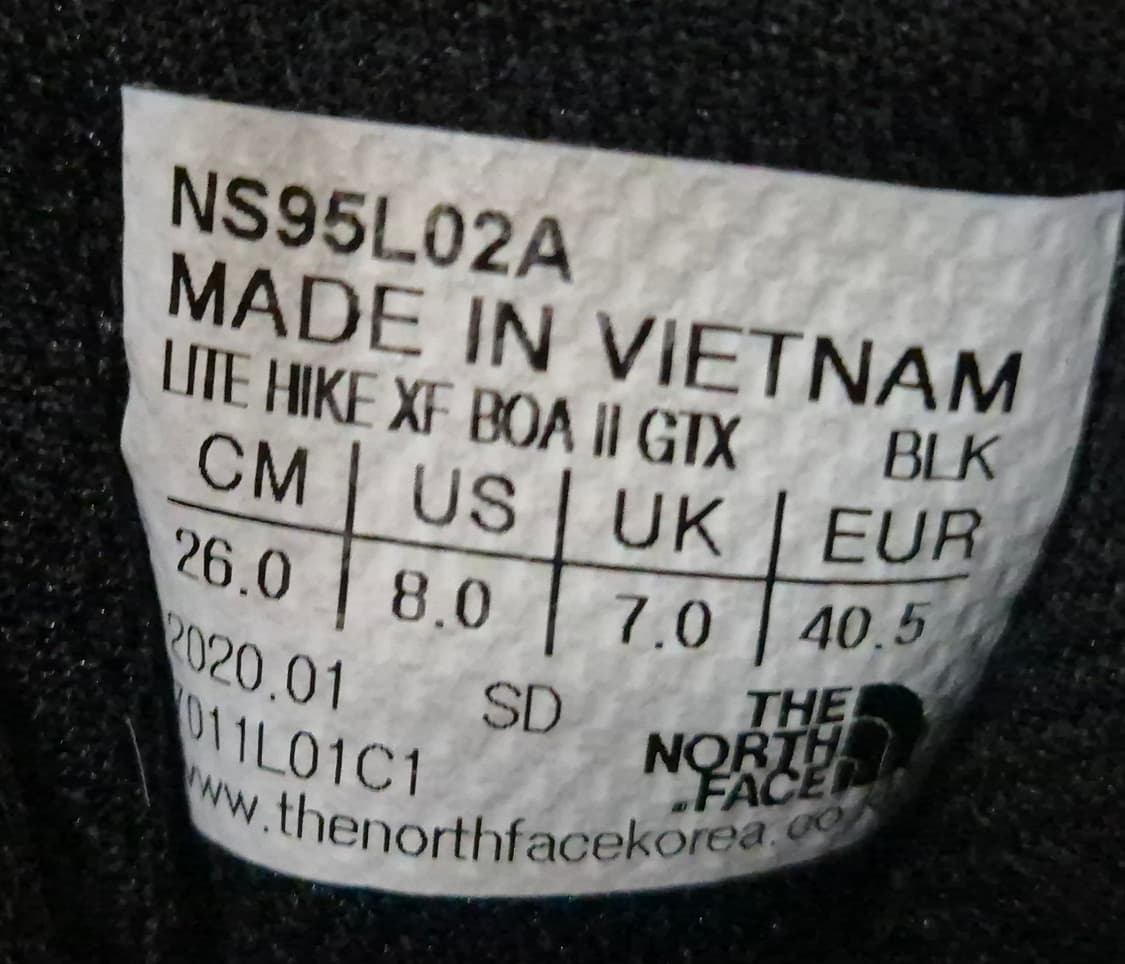 NS95L02A
MADE IN VIETNAM
LITE HIKE XF BOA II GTX BLK
CM US UK EUR
26.0 8.0 7.0 40.5
2020.01 SD
011L01C1
THE
NORTH
FACE
www.thenorthfacekorea.co